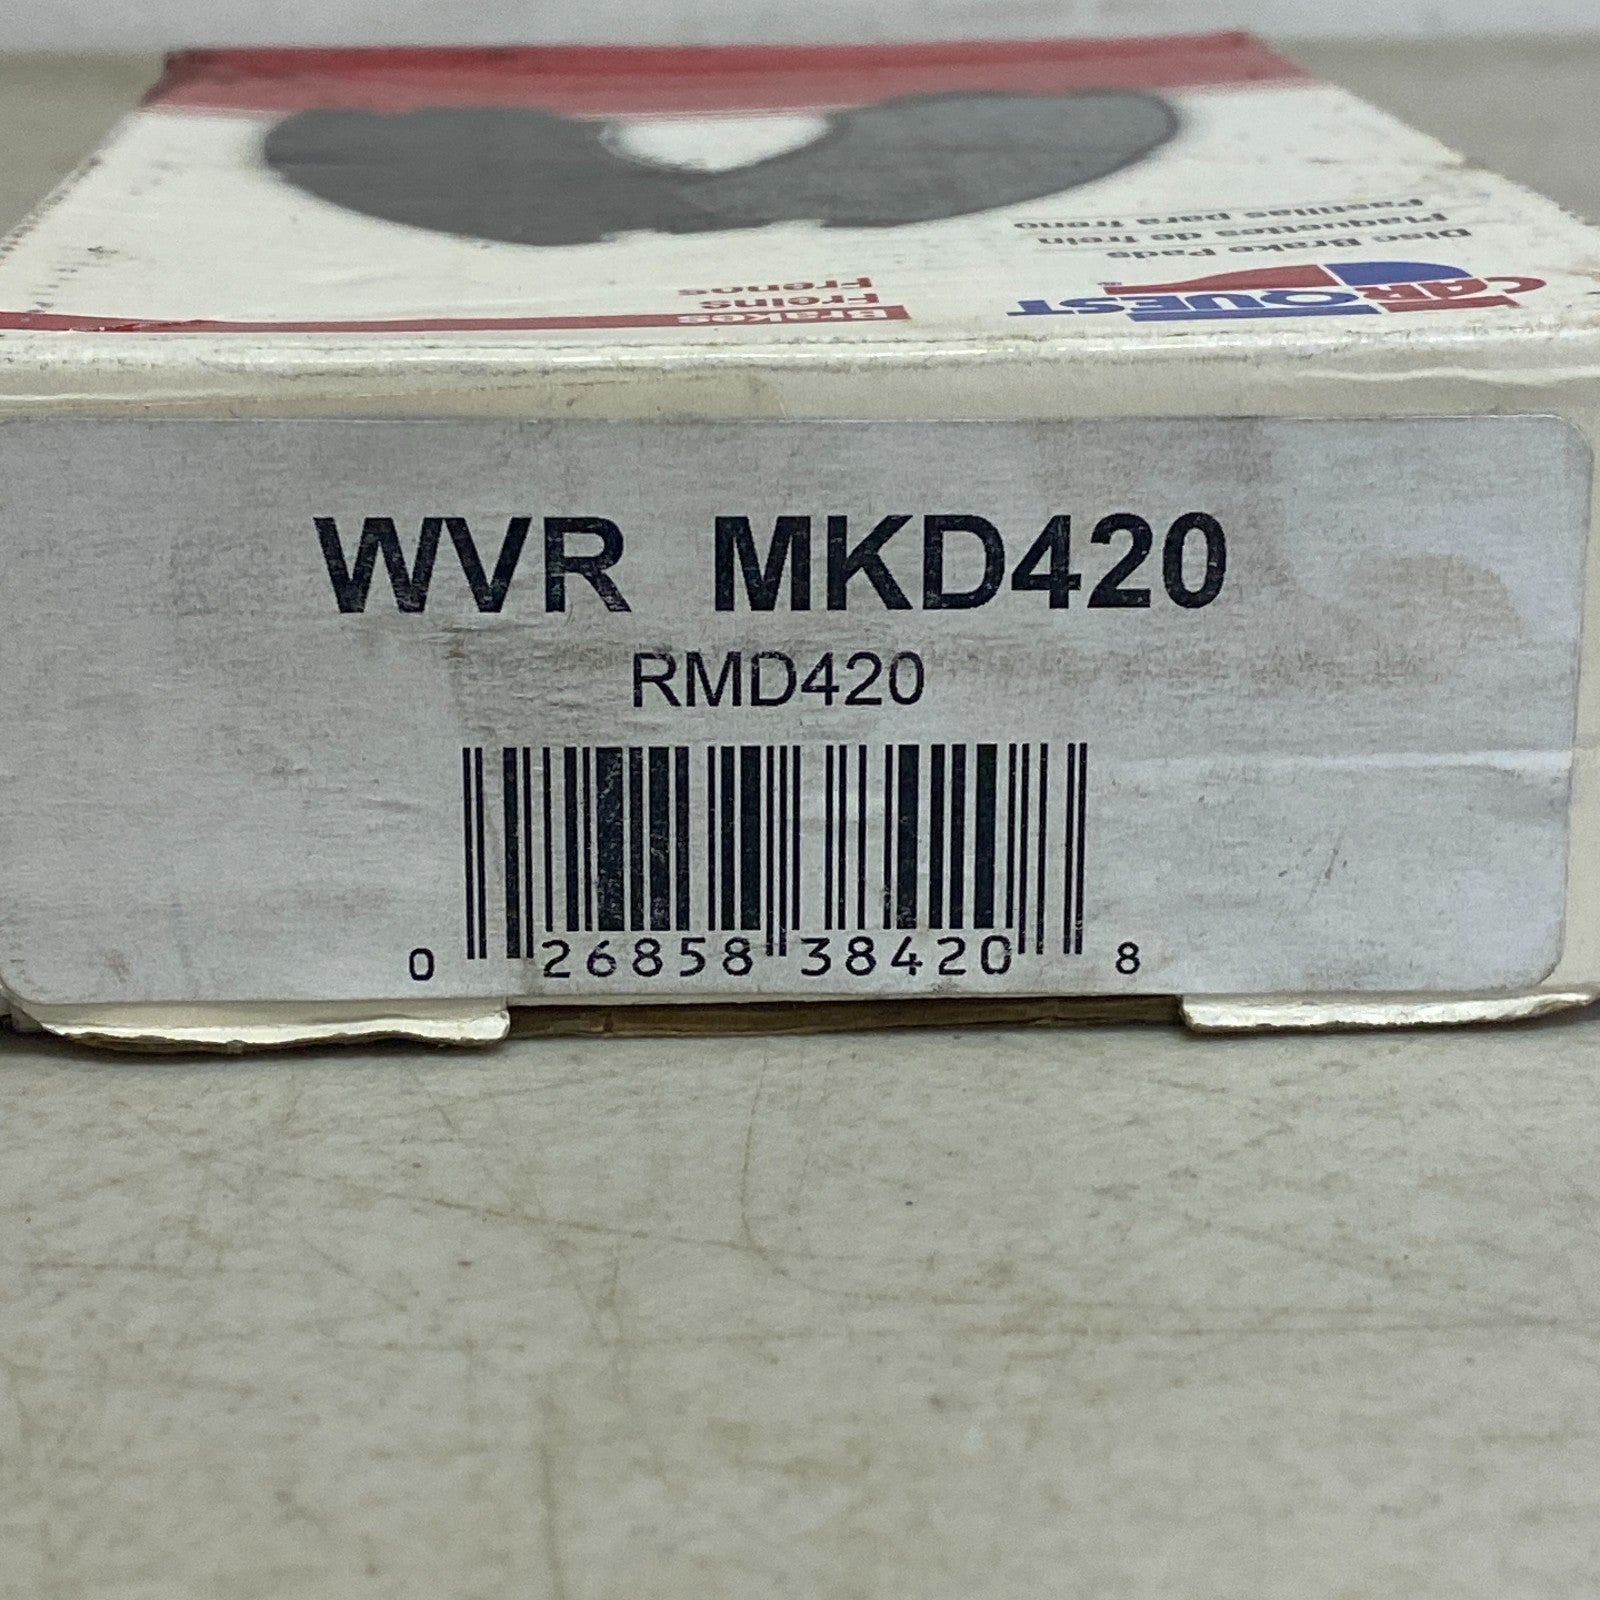 CARQUEST
Disc Brake Pads
Plaquettes de frein
Pastillas para freno
Brakes
Freins
Frenos
WVR MKD420
RMD420
0 26858 38420 8